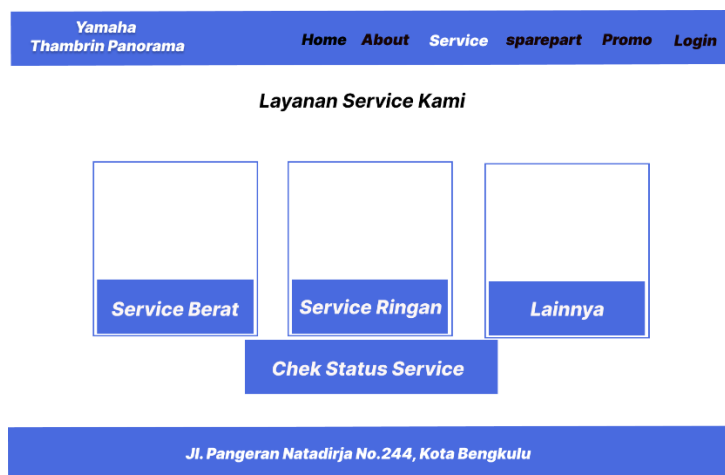 Yamaha
Thambrin Panorama
Home About Service sparepart Promo Login
Layanan Service Kami
Service Berat
Service Ringan
Lainnya
Chek Status Service
Jl. Pangeran Natadirja No.244, Kota Bengkulu